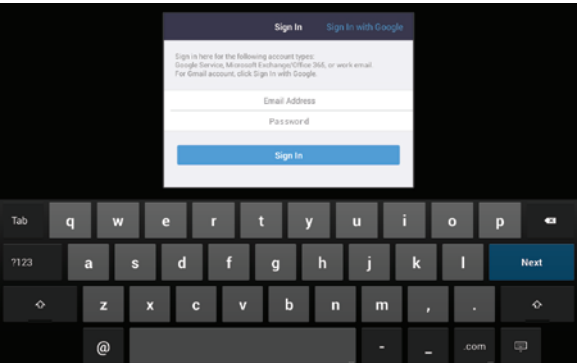 Sign In Sign In with Google
Sign in here for the following account types:
Google Service, Microsoft Exchange/Office 365, or work email.
For Gmail account, click Sign In with Google.
Email Address
Password
Sign In
Tab q w e r t y u i o p
?123 a s d f g h j k l Next
z x c v b n m , .
@ - _ .com